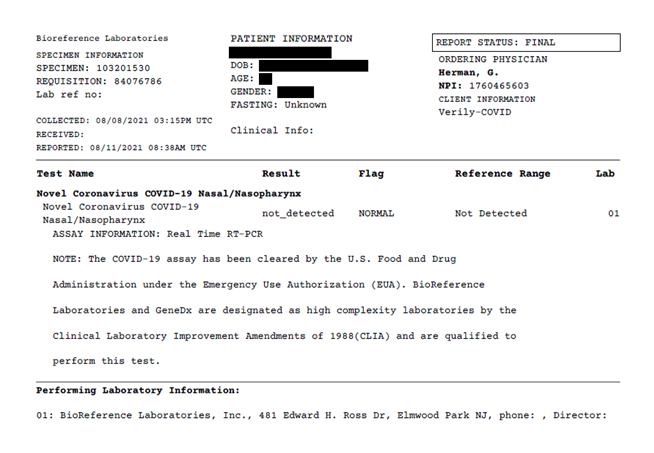 Bioreference Laboratories
SPECIMEN INFORMATION
SPECIMEN: 103201530
REQUISITION: 84076786
Lab ref no:
COLLECTED: 08/08/2021 03:15PM UTC
RECEIVED:
REPORTED: 08/11/2021 08:38AM UTC
PATIENT INFORMATION
DOB:
AGE:
GENDER:
FASTING: Unknown
Clinical Info:
REPORT STATUS: FINAL
ORDERING PHYSICIAN
Herman, G.
NPI: 1760465603
CLIENT INFORMATION
Verily-COVID
Test Name Result Flag Reference Range Lab
Novel Coronavirus COVID-19 Nasal/Nasopharynx
Novel Coronavirus COVID-19
Nasal/Nasopharynx not_detected NORMAL Not Detected 01
ASSAY INFORMATION: Real Time RT-PCR
NOTE: The COVID-19 assay has been cleared by the U.S. Food and Drug
Administration under the Emergency Use Authorization (EUA). BioReference
Laboratories and GeneDx are designated as high complexity laboratories by the
Clinical Laboratory Improvement Amendments of 1988(CLIA) and are qualified to
perform this test.
Performing Laboratory Information:
01: BioReference Laboratories, Inc., 481 Edward H. Ross Dr, Elmwood Park NJ, phone: , Director: